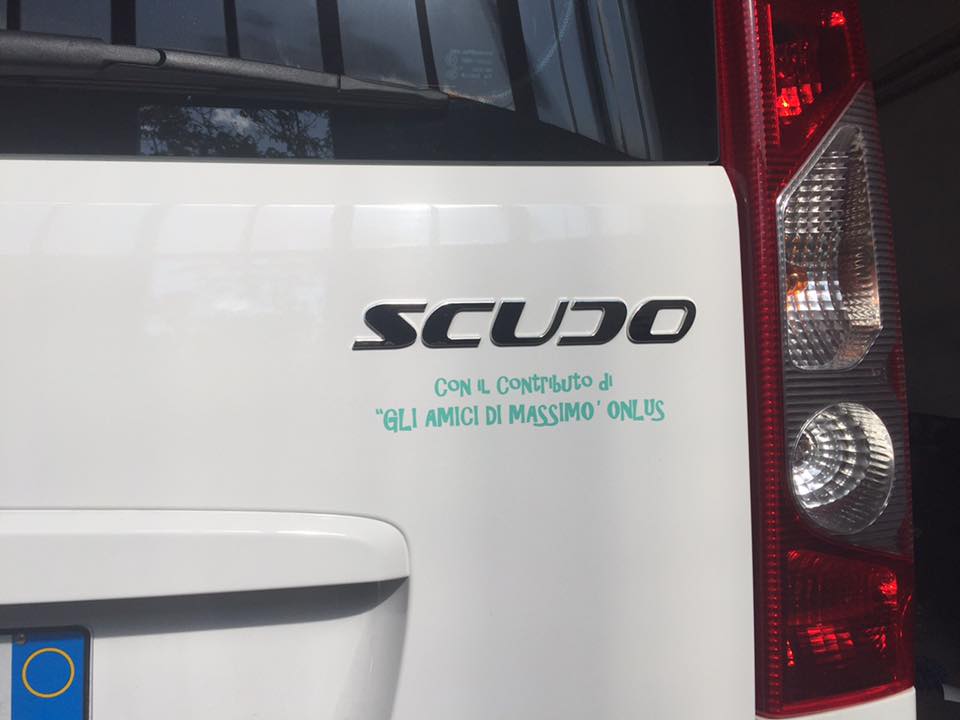 SCUDO
CON iL CONTRiBUTO di
"GLI AMICI DI MASSIMO' ONLUS